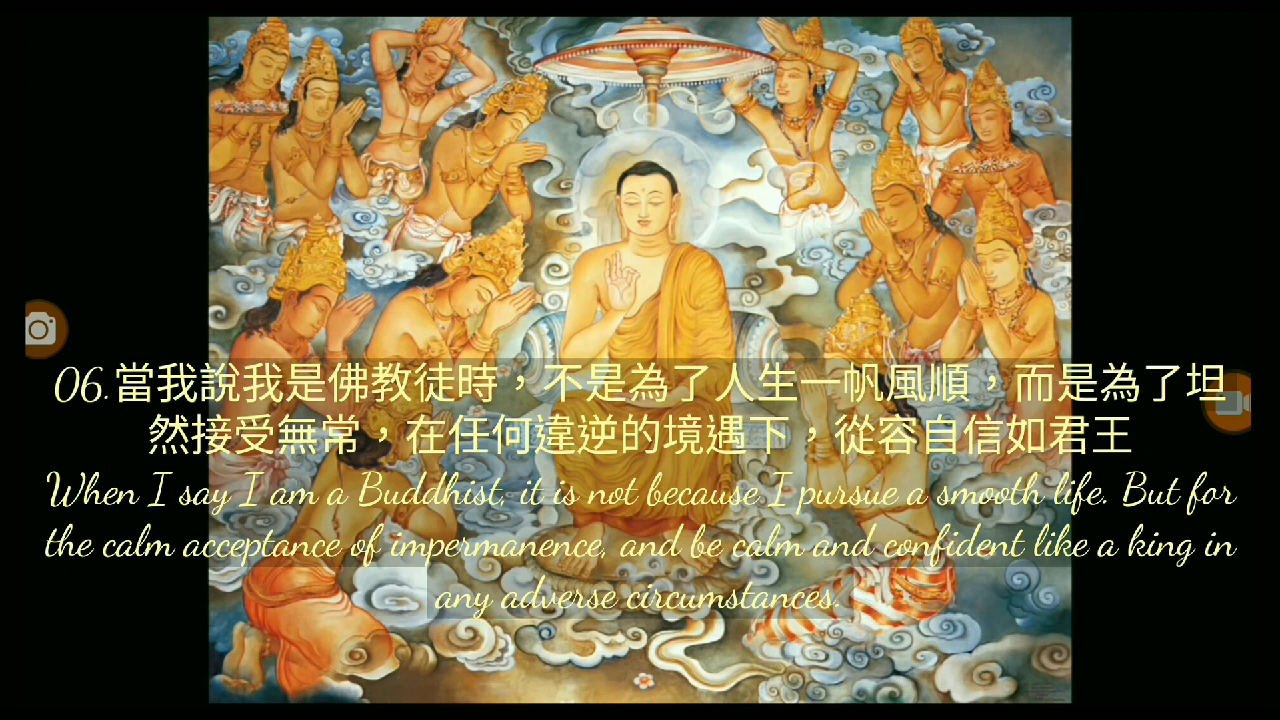 06.當我說我是佛教徒時，不是為了人生一帆風順，而是為了坦
然接受無常，在任何違逆的境遇下，從容自信如君王
When I say I am a Buddhist, it is not because I pursue a smooth life. But for
the calm acceptance of impermanence, and be calm and confident like a king in
any adverse circumstances.